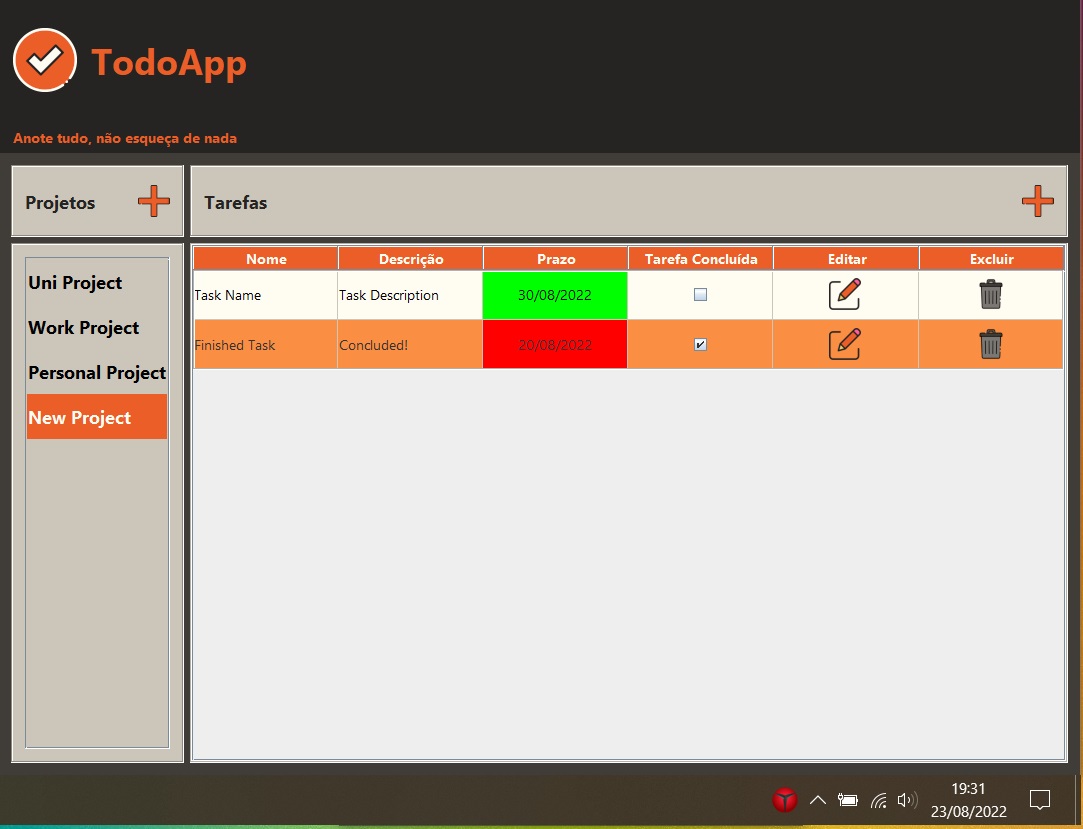 TodoApp
Anote tudo, não esqueça de nada
Projetos
Tarefas
Uni Project
Work Project
Personal Project
New Project
Nome Descrição Prazo Tarefa Concluída Editar Excluir
Task Name Task Description 30/08/2022
Finished Task Concluded! 20/08/2022
19:31
23/08/2022